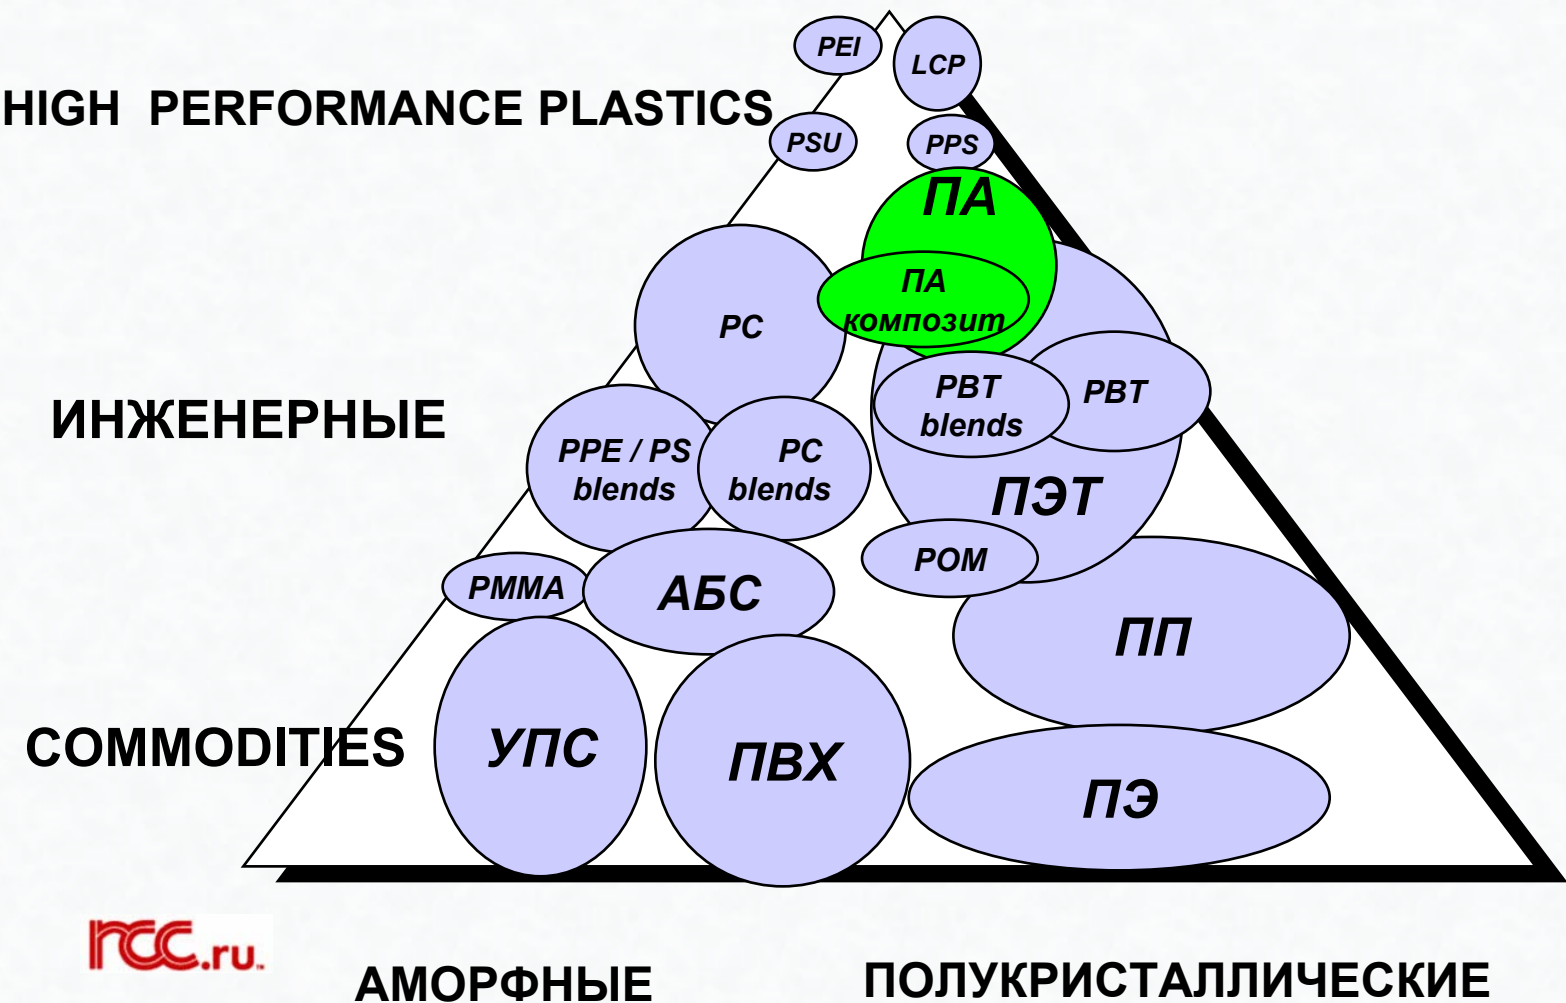 PEI
LCP
HIGH PERFORMANCE PLASTICS
PSU
PPS
ПА
ПА
композит
PC
PBT
blends
PBT
ИНЖЕНЕРНЫЕ
PPE / PS
blends
PC
blends
ПЭТ
POM
PMMA
АБС
ПП
COMMODITIES
УПС
ПВХ
ПЭ
rcc.ru.
АМОРФНЫЕ
ПОЛУКРИСТАЛЛИЧЕСКИЕ